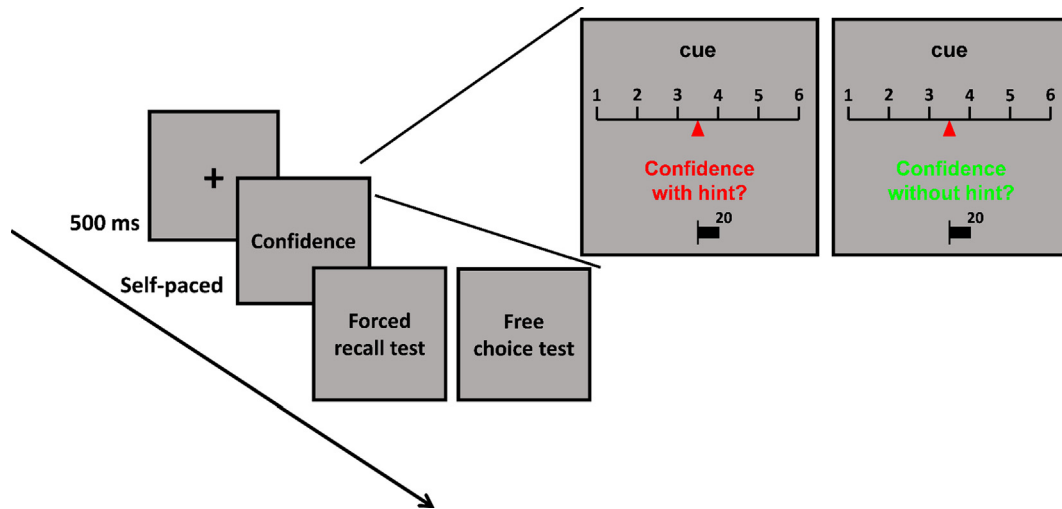 +
500 ms
Confidence
Self-paced
Forced
recall test
Free
choice test
cue
1 2 3 4 5 6
Confidence
with hint?
20
cue
1 2 3 4 5 6
Confidence
without hint?
20